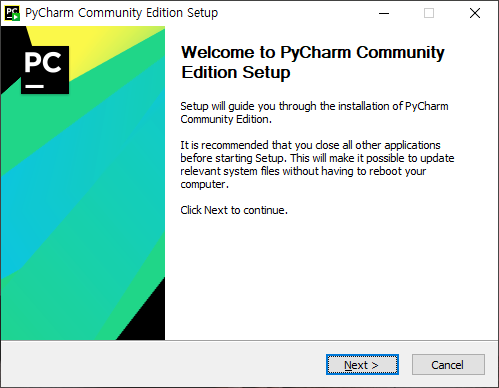 PC PyCharm Community Edition Setup
PC
Welcome to PyCharm Community
Edition Setup
Setup will guide you through the installation of PyCharm
Community Edition.
It is recommended that you close all other applications
before starting Setup. This will make it possible to update
relevant system files without having to reboot your
computer.
Click Next to continue.
Next >
Cancel